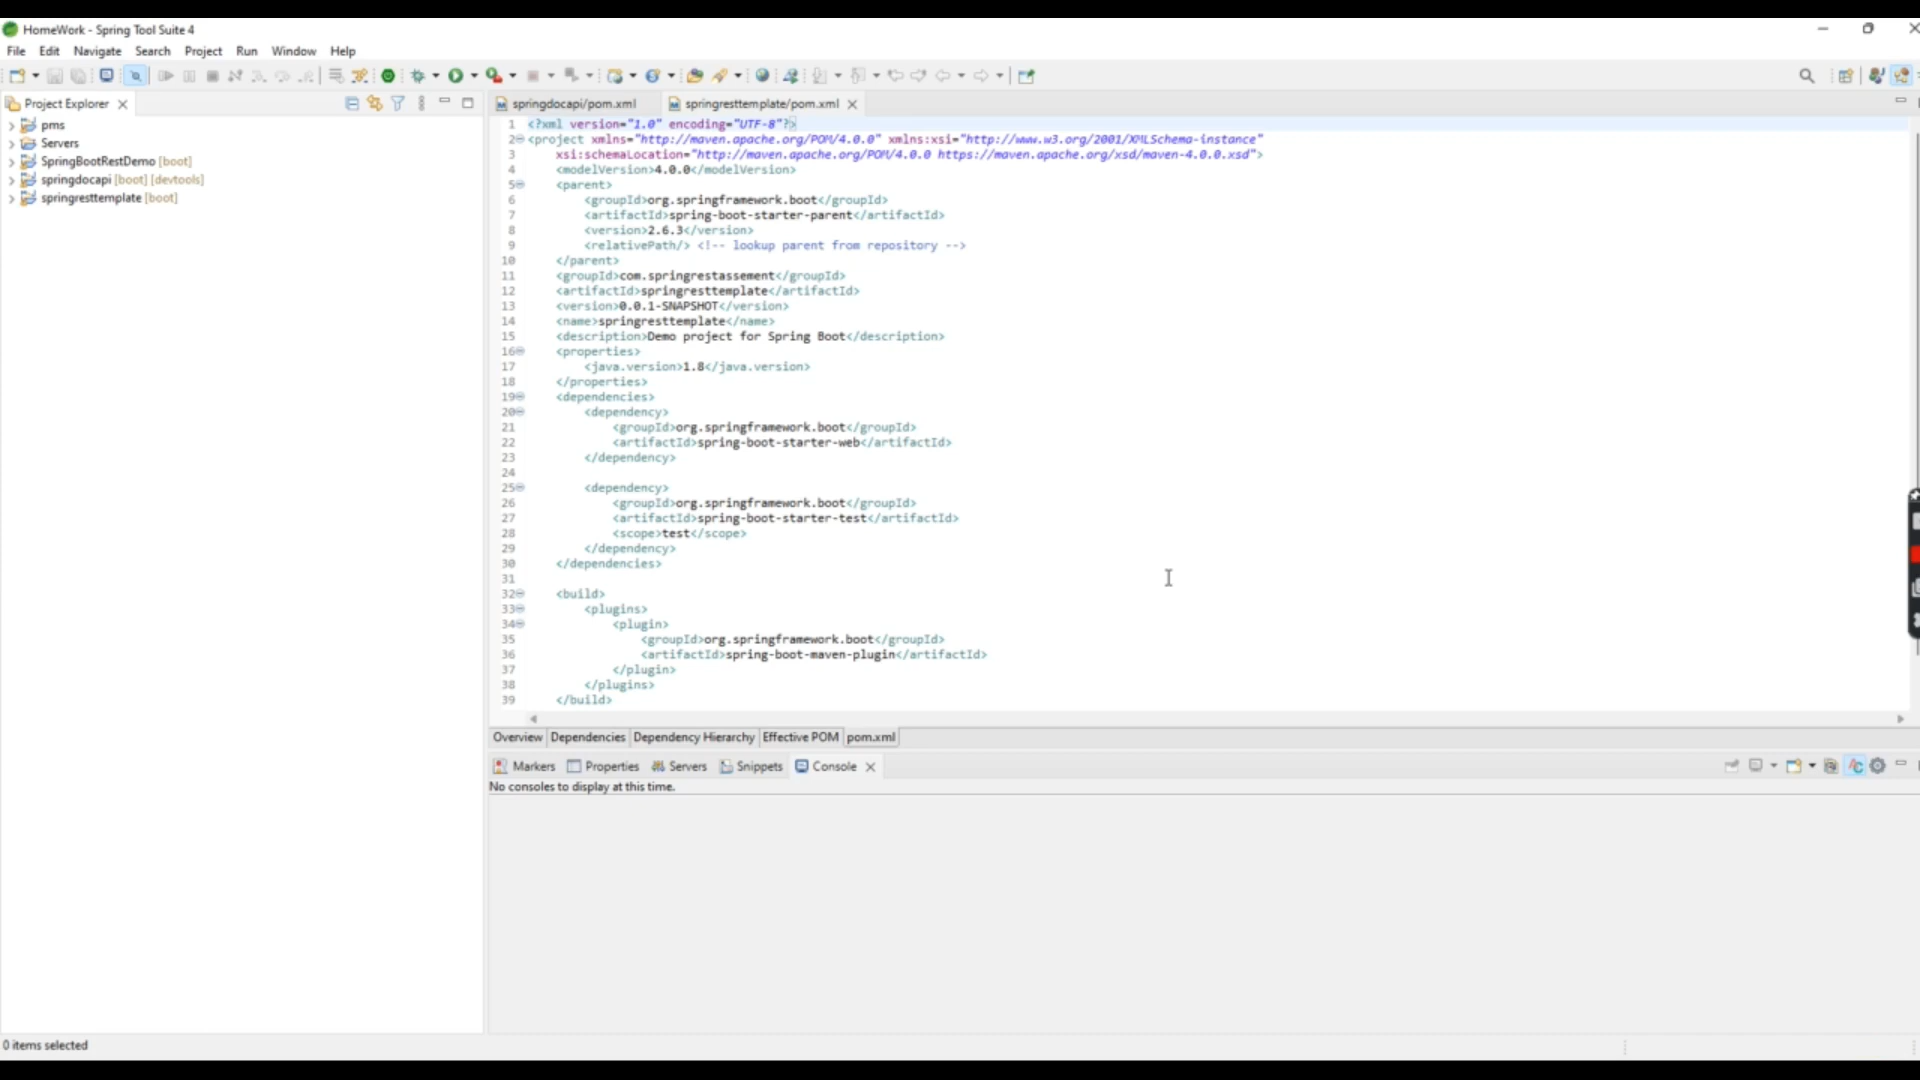 HomeWork - Spring Tool Suite 4
File Edit Navigate Search Project Run Window Help
Project Explorer
pms
Servers
SpringBootRestDemo [boot]
springdocapi [boot] [devtools]
springresttemplate [boot]
springdocapi/pom.xml springresttemplate/pom.xml
1 <?xml version="1.0" encoding="UTF-8"?>
2 <project xmlns="http://maven.apache.org/POM/4.0.0" xmlns:xsi="http://www.w3.org/2001/XMLSchema-instance"
3 xsi:schemaLocation="http://maven.apache.org/POM/4.0.0 https://maven.apache.org/xsd/maven-4.0.0.xsd">
4 <modelVersion>4.0.0</modelVersion>
5 <parent>
6 <groupId>org.springframework.boot</groupId>
7 <artifactId>spring-boot-starter-parent</artifactId>
8 <version>2.6.3</version>
9 <relativePath/> <!-- lookup parent from repository -->
10 </parent>
11 <groupId>com.springrestassement</groupId>
12 <artifactId>springresttemplate</artifactId>
13 <version>0.0.1-SNAPSHOT</version>
14 <name>springresttemplate</name>
15 <description>Demo project for Spring Boot</description>
16 <properties>
17 <java.version>1.8</java.version>
18 </properties>
19 <dependencies>
20 <dependency>
21 <groupId>org.springframework.boot</groupId>
22 <artifactId>spring-boot-starter-web</artifactId>
23 </dependency>
24
25 <dependency>
26 <groupId>org.springframework.boot</groupId>
27 <artifactId>spring-boot-starter-test</artifactId>
28 <scope>test</scope>
29 </dependency>
30 </dependencies>
31
32 <build>
33 <plugins>
34 <plugin>
35 <groupId>org.springframework.boot</groupId>
36 <artifactId>spring-boot-maven-plugin</artifactId>
37 </plugin>
38 </plugins>
39 </build>
Overview Dependencies Dependency Hierarchy Effective POM pom.xml
Markers Properties Servers Snippets Console
No consoles to display at this time.
0 items selected